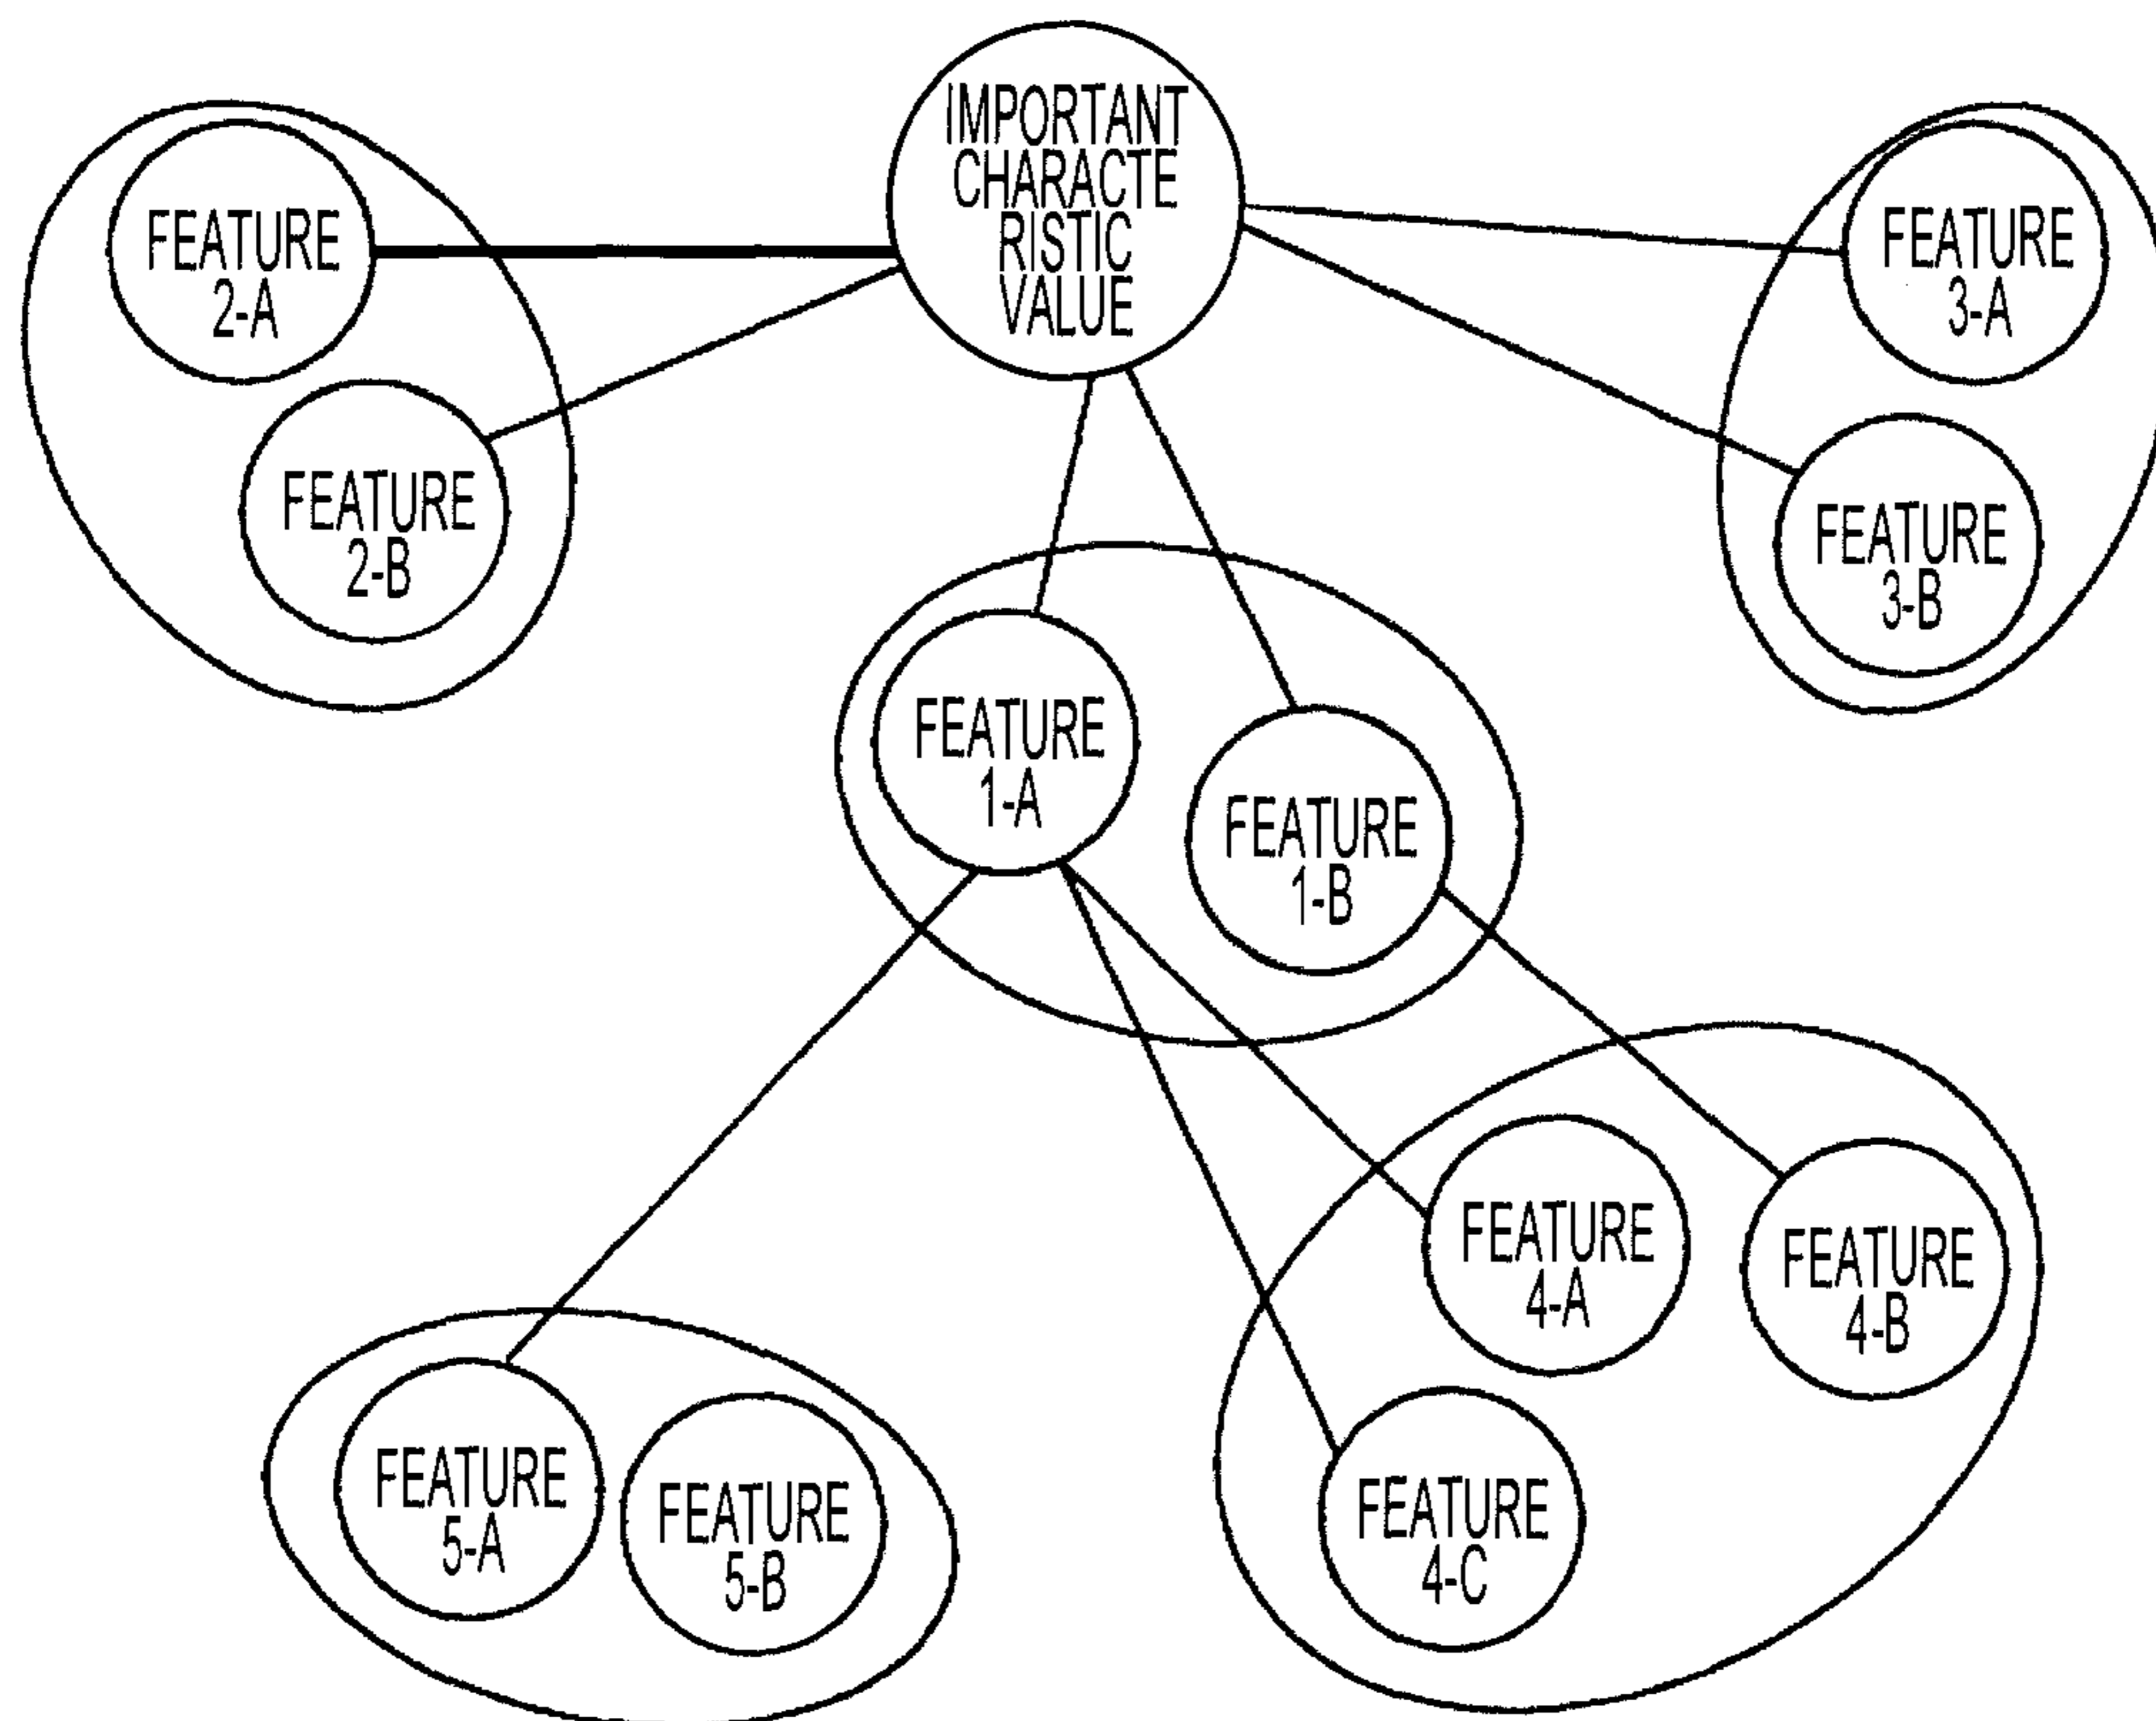 IMPORTANT
CHARACTE
RISTIC
VALUE
FEATURE
2-A
FEATURE
2-B
FEATURE
3-A
FEATURE
3-B
FEATURE
1-A
FEATURE
1-B
FEATURE
4-A
FEATURE
4-B
FEATURE
4-C
FEATURE
5-A
FEATURE
5-B